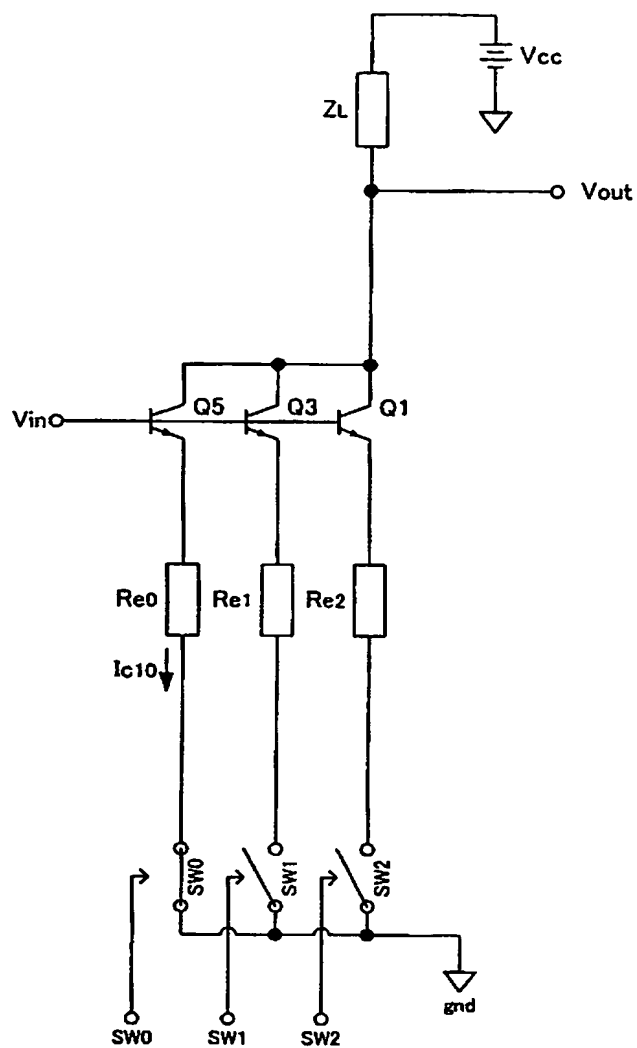 Vcc
ZL
Vout
Vin
Q5
Q3
Q1
Re0
Re1
Re2
Ic10
SW0
SW1
SW2
gnd
SW0
SW1
SW2